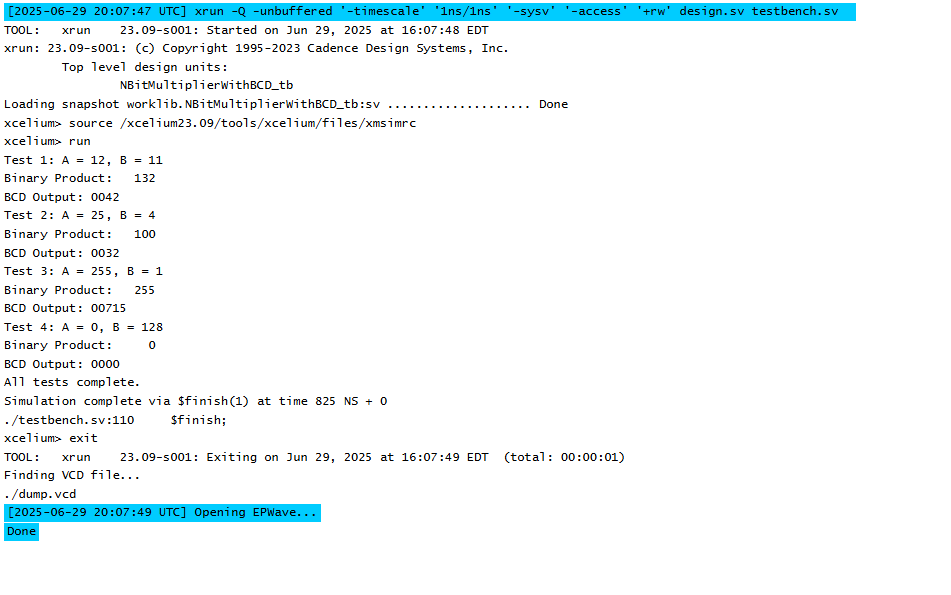 [2025-06-29 20:07:47 UTC] xrun -Q -unbuffered '-timescale' '1ns/1ns' '-sysv' '-access' '+rw' design.sv testbench.sv
TOOL:   xrun    23.09-s001: Started on Jun 29, 2025 at 16:07:48 EDT
xrun: 23.09-s001: (c) Copyright 1995-2023 Cadence Design Systems, Inc.
        Top level design units:
                NBitMultiplierWithBCD_tb
Loading snapshot worklib.NBitMultiplierWithBCD_tb:sv .................... Done
xcelium> source /xcelium23.09/tools/xcelium/files/xmsimrc
xcelium> run
Test 1: A = 12, B = 11
Binary Product:   132
BCD Output: 0042
Test 2: A = 25, B = 4
Binary Product:   100
BCD Output: 0032
Test 3: A = 255, B = 1
Binary Product:   255
BCD Output: 00715
Test 4: A = 0, B = 128
Binary Product:     0
BCD Output: 0000
All tests complete.
Simulation complete via $finish(1) at time 825 NS + 0
./testbench.sv:110     $finish;
xcelium> exit
TOOL:   xrun    23.09-s001: Exiting on Jun 29, 2025 at 16:07:49 EDT  (total: 00:00:01)
Finding VCD file...
./dump.vcd
[2025-06-29 20:07:49 UTC] Opening EPWave...
Done